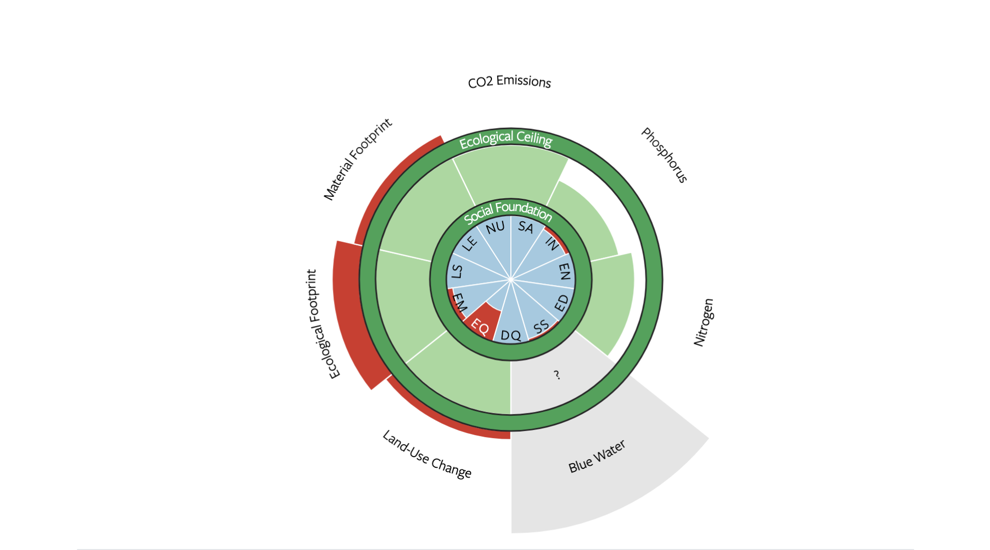 CO2 Emissions
Phosphorus
Material Footprint
Ecological Ceiling
Social Foundation
NU
SA
LE
IN
LS
EN
EM
ED
EQ
SS
DQ
Nitrogen
Ecological Footprint
?
Land-Use Change
Blue Water